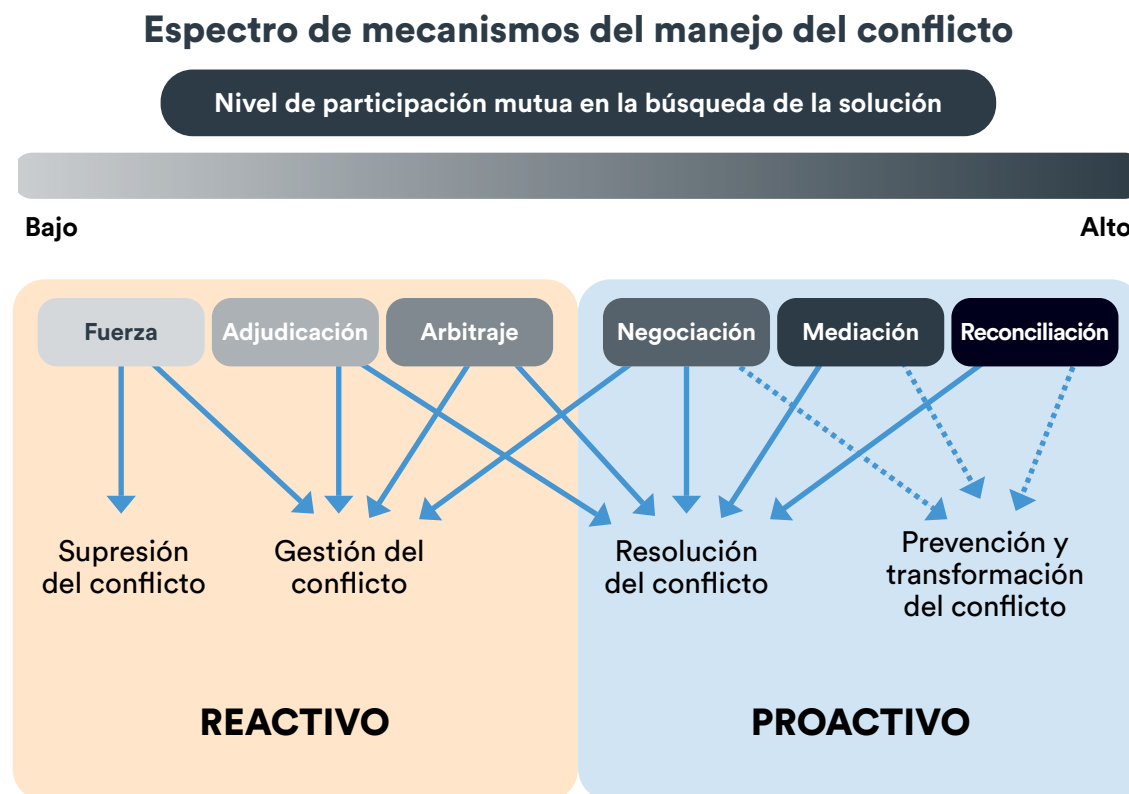 Espectro de mecanismos del manejo del conflicto
Nivel de participación mutua en la búsqueda de la solución
Bajo
Alto
Fuerza
Adjudicación
Arbitraje
Negociación
Mediación
Reconciliación
Supresión
del conflicto
Gestión del
conflicto
Resolución
del conflicto
Prevención y
transformación
del conflicto
REACTIVO
PROACTIVO